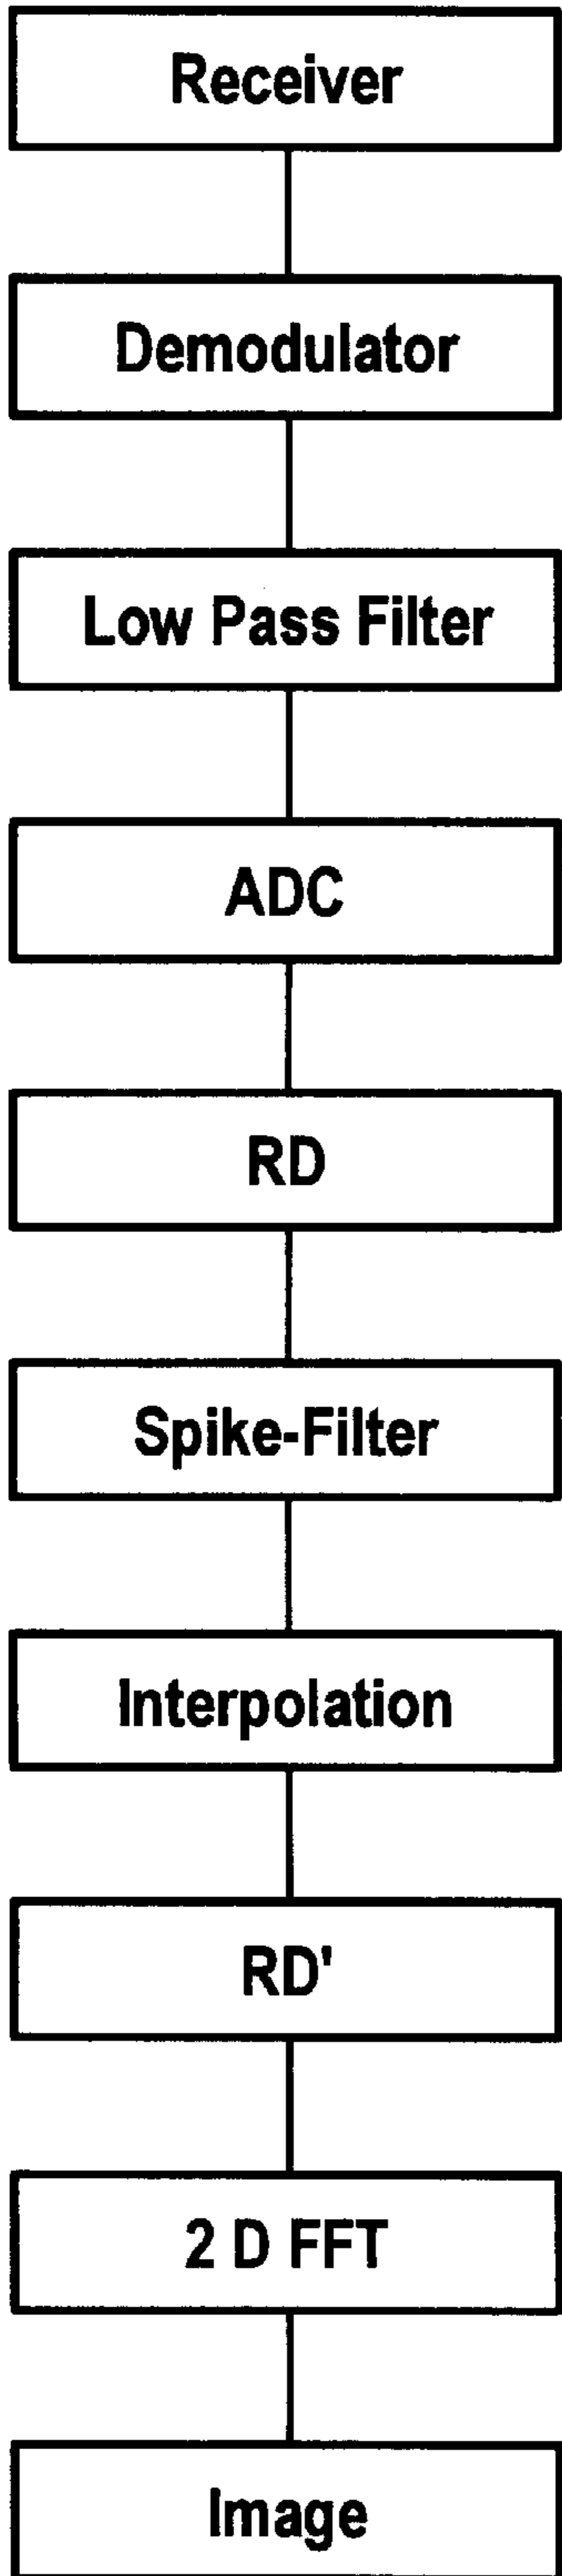 Receiver
Demodulator
Low Pass Filter
ADC
RD
Spike-Filter
Interpolation
RD'
2 D FFT
Image